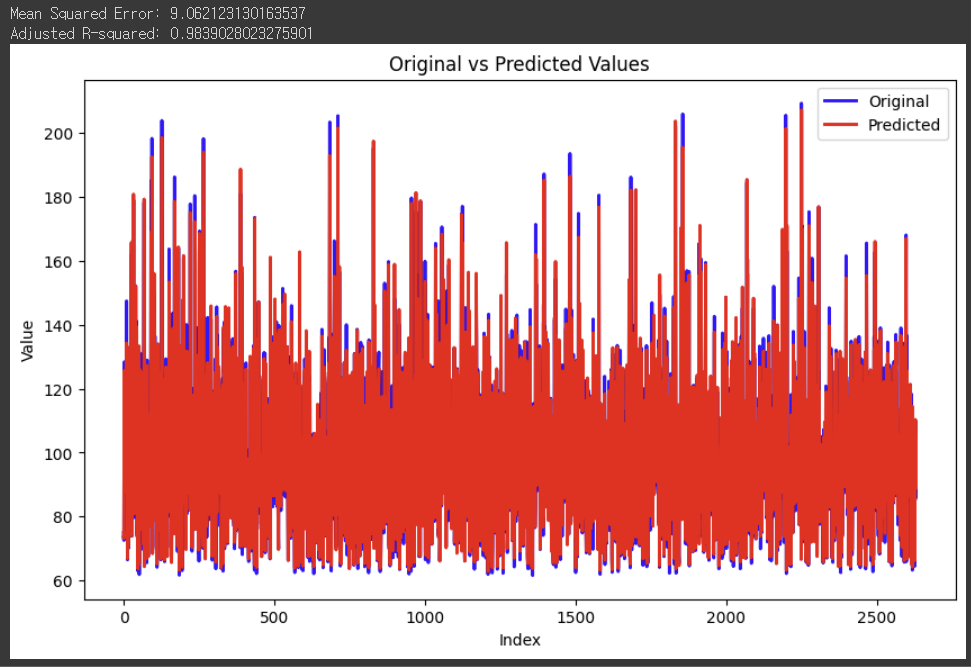 Mean Squared Error: 9.062123130163537
Adjusted R-squared: 0.9839028023275901
Original vs Predicted Values
Original
Predicted
Value
200
180
160
140
120
100
80
60
0 500 1000 1500 2000 2500
Index